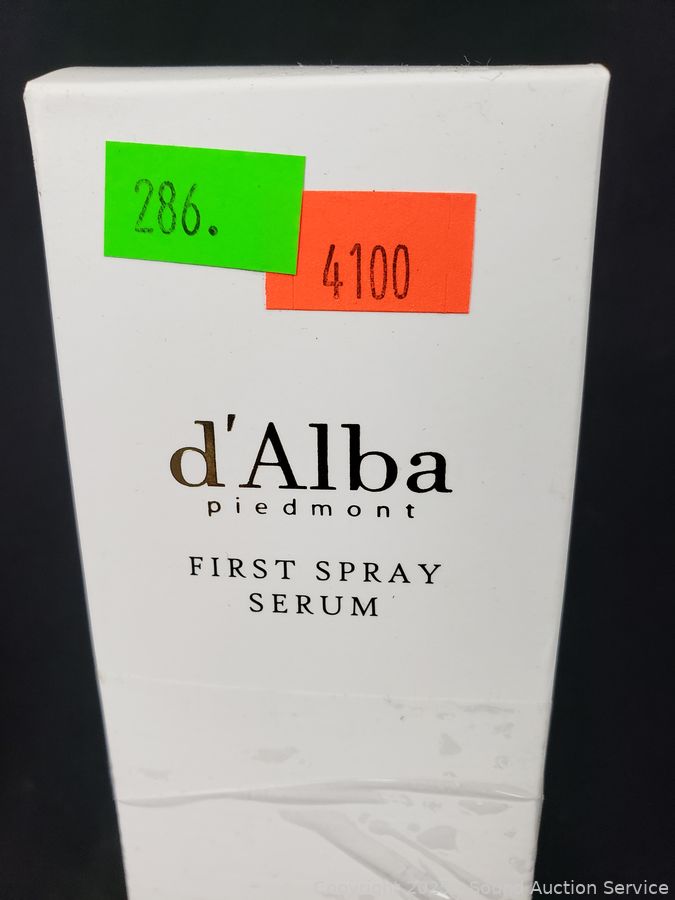 286.
4100
d'Alba
piedmont
FIRST SPRAY
SERUM
Sound Auction Service